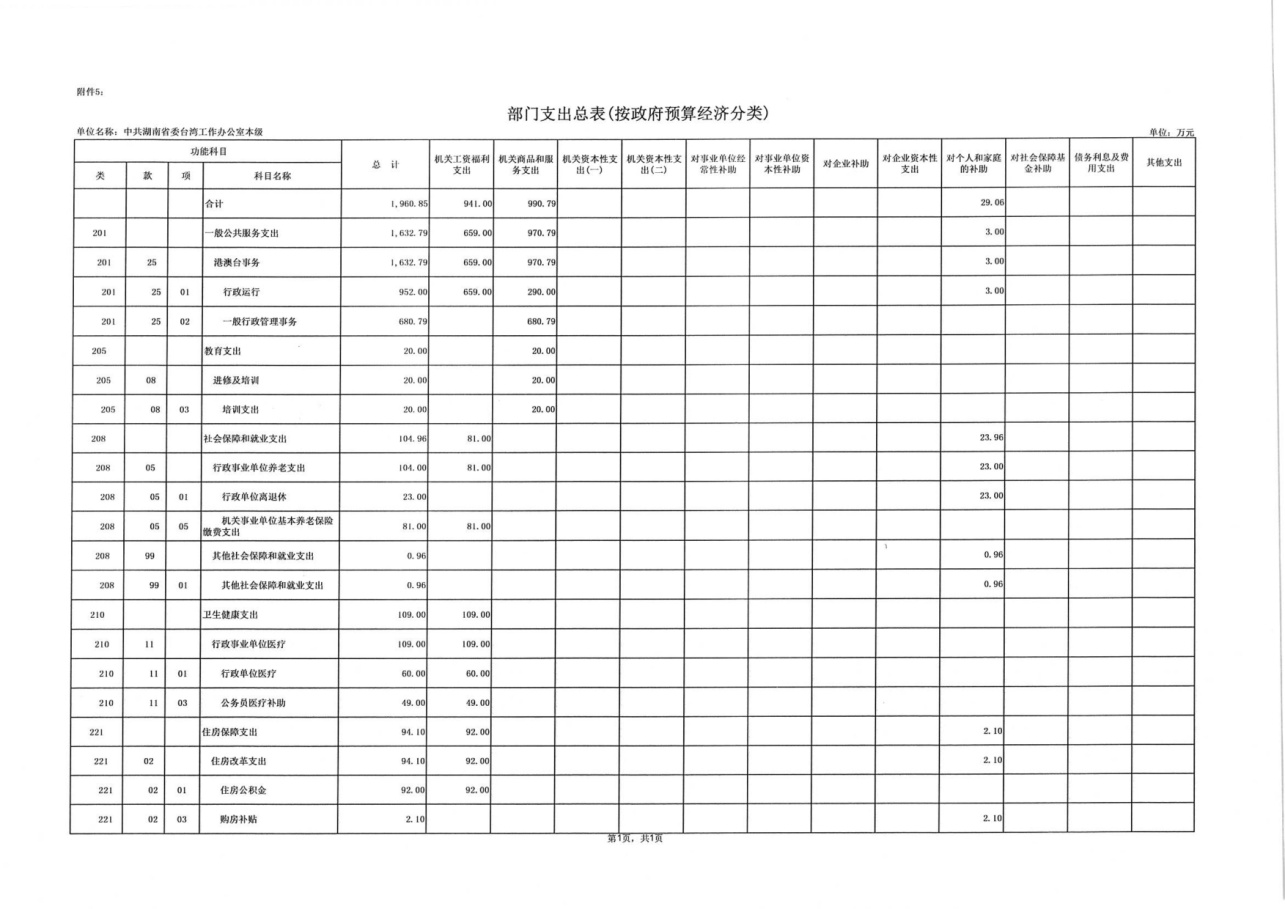 附件5:
部门支出总表(按政府预算经济分类)
单位名称: 中共湖南省委台湾工作办公室本级 单位: 万元
功能科目 总 计 机关工资福利支出 机关商品和服务支出 机关资本性支出(一) 机关资本性支出(二) 对事业单位经常性补助 对事业单位资本性补助 对企业补助 对企业资本性支出 对个人和家庭的补助 对社会保障基金补助 债务利息及费用支出 其他支出
类 款 项 科目名称
合计 1,960.85 941.00 990.79 29.06
201 一般公共服务支出 1,632.79 659.00 970.79 3.00
201 25 港澳台事务 1,632.79 659.00 970.79 3.00
201 25 01 行政运行 952.00 659.00 290.00 3.00
201 25 02 一般行政管理事务 680.79 680.79
205 教育支出 20.00 20.00
205 08 进修及培训 20.00 20.00
205 08 03 培训支出 20.00 20.00
208 社会保障和就业支出 104.96 81.00 23.96
208 05 行政事业单位养老支出 104.00 81.00 23.00
208 05 01 行政单位离退休 23.00 23.00
208 05 05 机关事业单位基本养老保险缴费支出 81.00 81.00
208 99 其他社会保障和就业支出 0.96 0.96
208 99 01 其他社会保障和就业支出 0.96 0.96
210 卫生健康支出 109.00 109.00
210 11 行政事业单位医疗 109.00 109.00
210 11 01 行政单位医疗 60.00 60.00
210 11 03 公务员医疗补助 49.00 49.00
221 住房保障支出 94.10 92.00 2.10
221 02 住房改革支出 94.10 92.00 2.10
221 02 01 住房公积金 92.00 92.00
221 02 03 购房补贴 2.10 2.10
第1页, 共1页